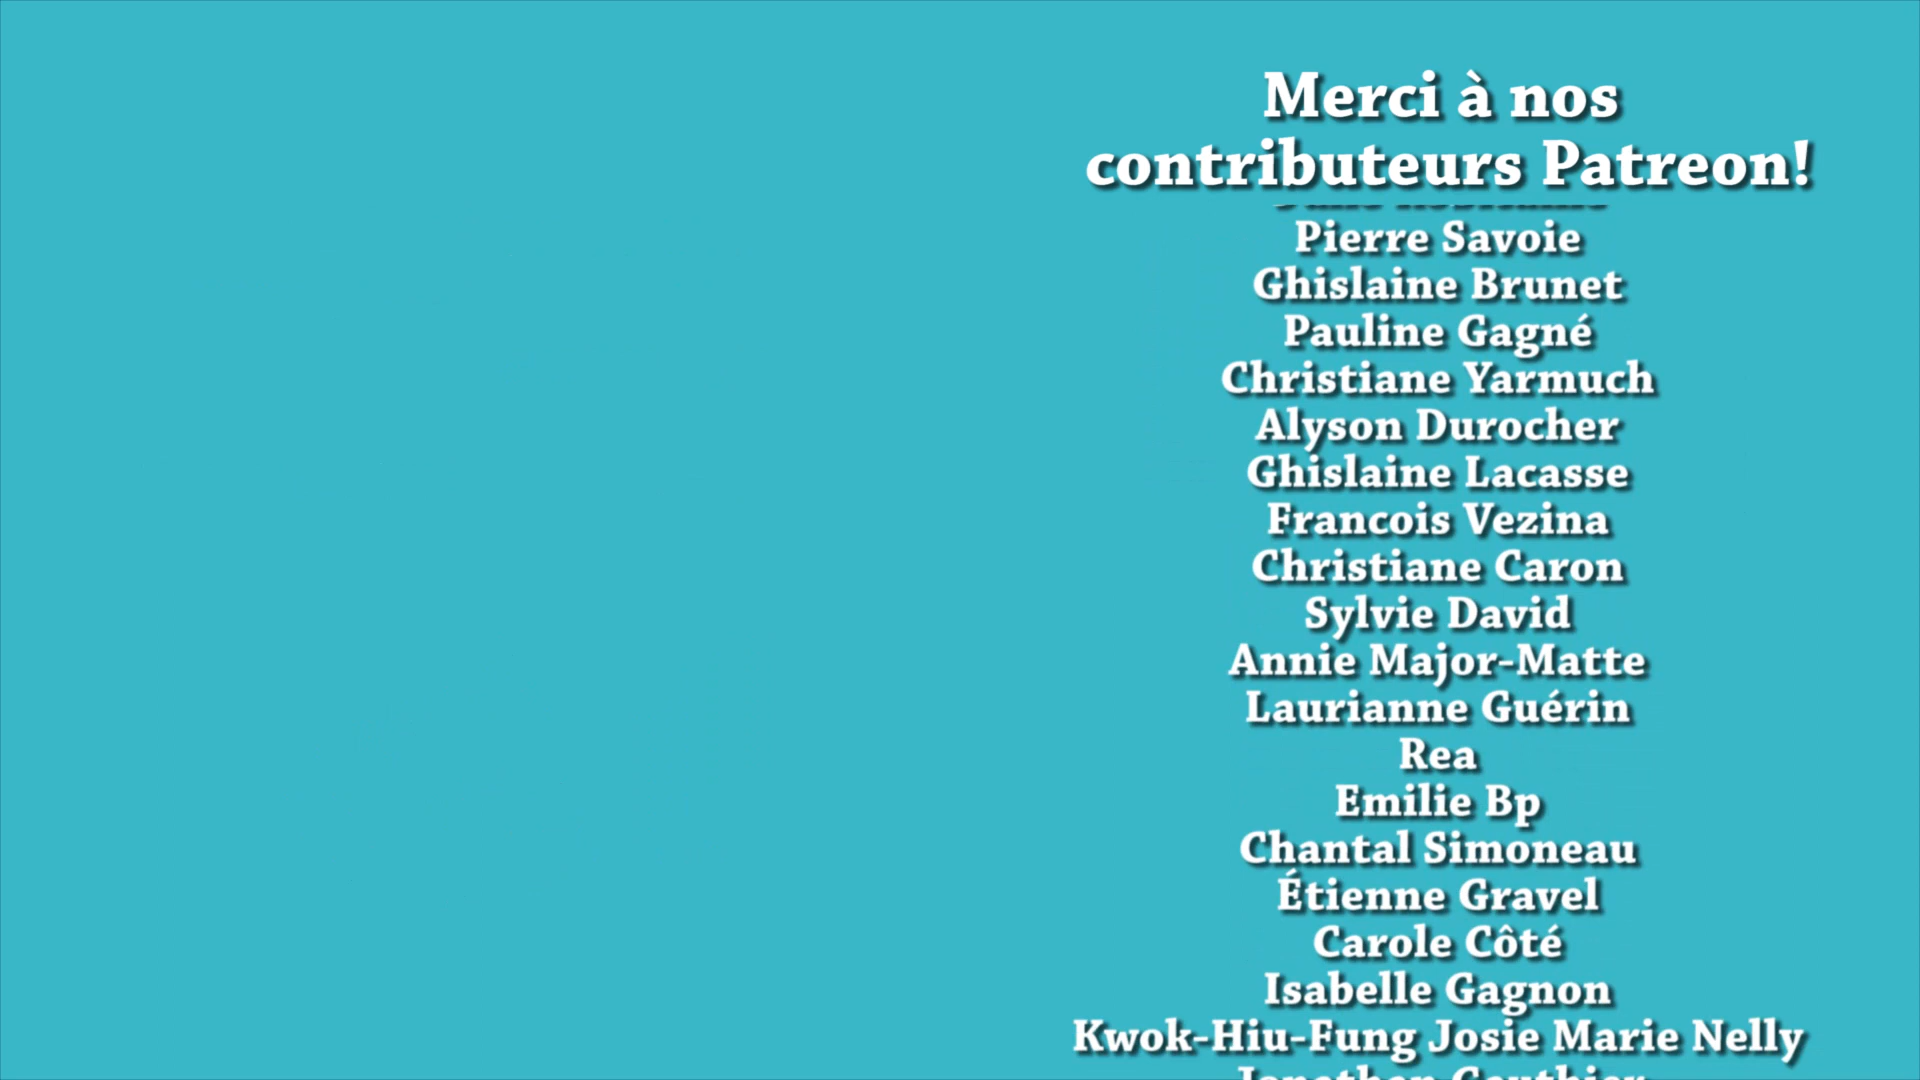 Merci à nos
contributeurs Patreon!
Pierre Savoie
Ghislaine Brunet
Pauline Gagné
Christiane Yarmuch
Alyson Durocher
Ghislaine Lacasse
Francois Vezina
Christiane Caron
Sylvie David
Annie Major-Matte
Laurianne Guérin
Rea
Emilie Bp
Chantal Simoneau
Étienne Gravel
Carole Côté
Isabelle Gagnon
Kwok-Hiu-Fung Josie Marie Nelly
Jonathan Gauthier